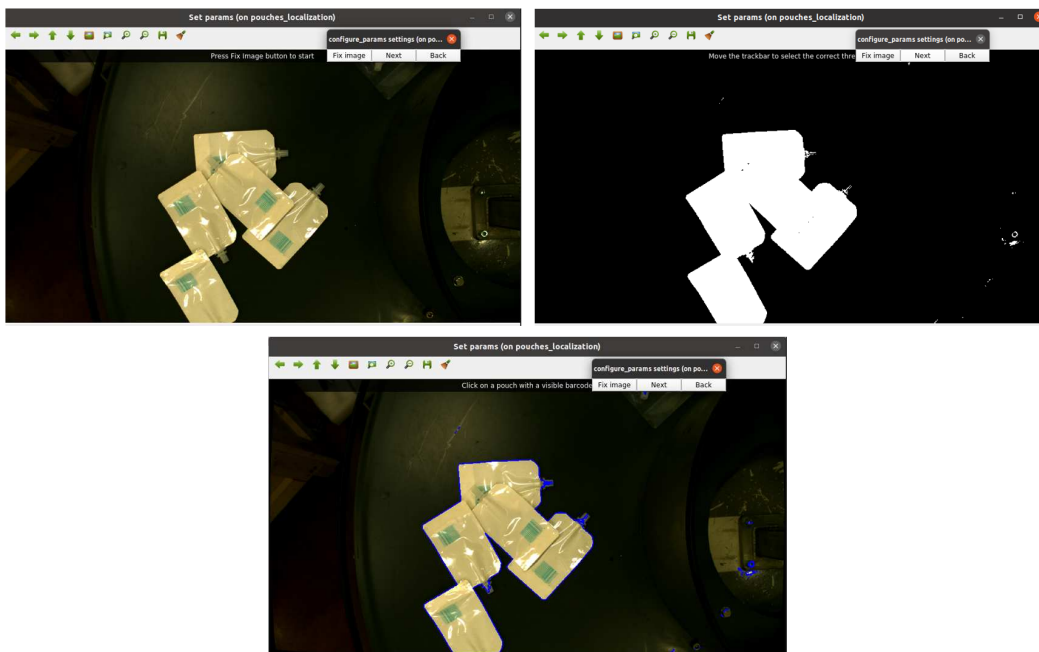 Set params (on pouches_localization)
configure_params settings (on po...
Press Fix Image button to start
Fix image
Next
Back
Set params (on pouches_localization)
configure_params settings (on po...
Move the trackbar to select the correct thre
Fix image
Next
Back
Set params (on pouches_localization)
configure_params settings (on po...
Click on a pouch with a visible barcode
Fix image
Next
Back